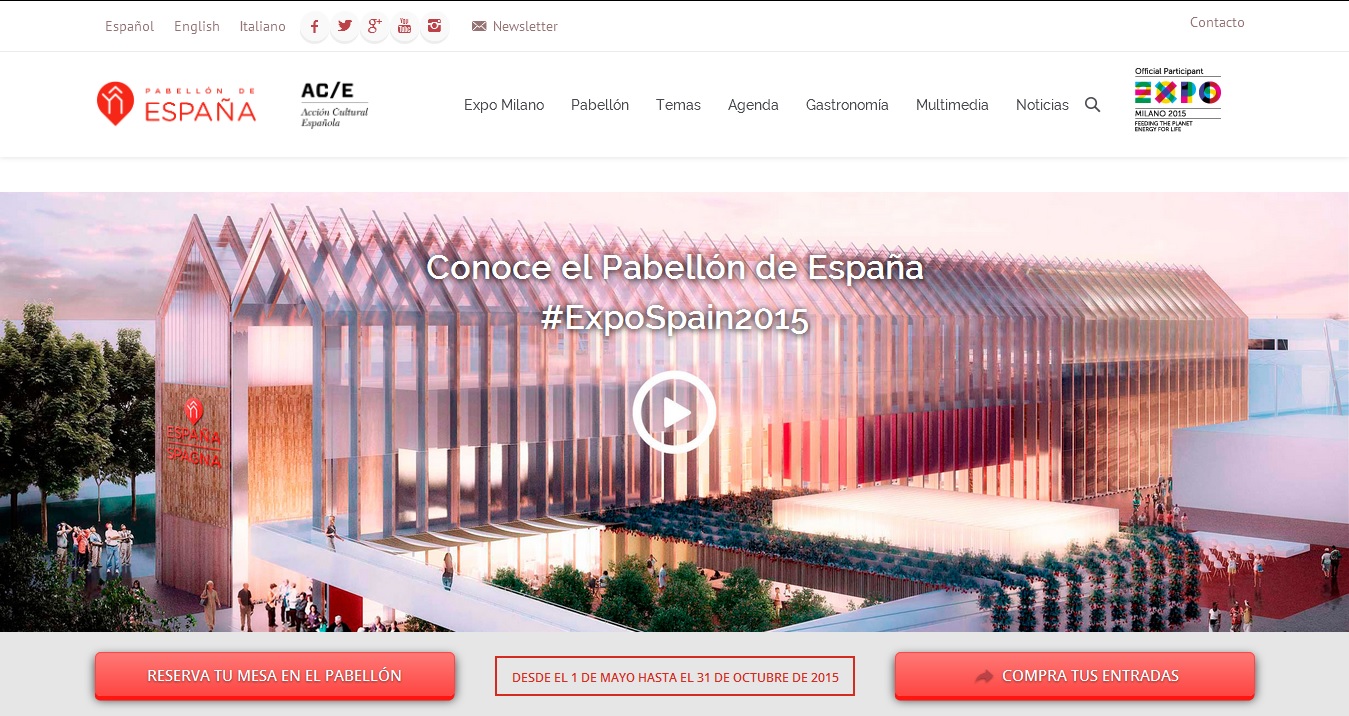 Español English Italiano Newsletter Contacto
PABELLÓN DE
ESPAÑA
AC/E
Acción Cultural
Española
Expo Milano Pabellón Temas Agenda Gastronomía Multimedia Noticias
Official Participant
EXPO
MILANO 2015
FEEDING THE PLANET
ENERGY FOR LIFE
Conoce el Pabellón de España
#ExpoSpain2015
ESPAÑA
SPAGNA
RESERVA TU MESA EN EL PABELLÓN
DESDE EL 1 DE MAYO HASTA EL 31 DE OCTUBRE DE 2015
COMPRA TUS ENTRADAS